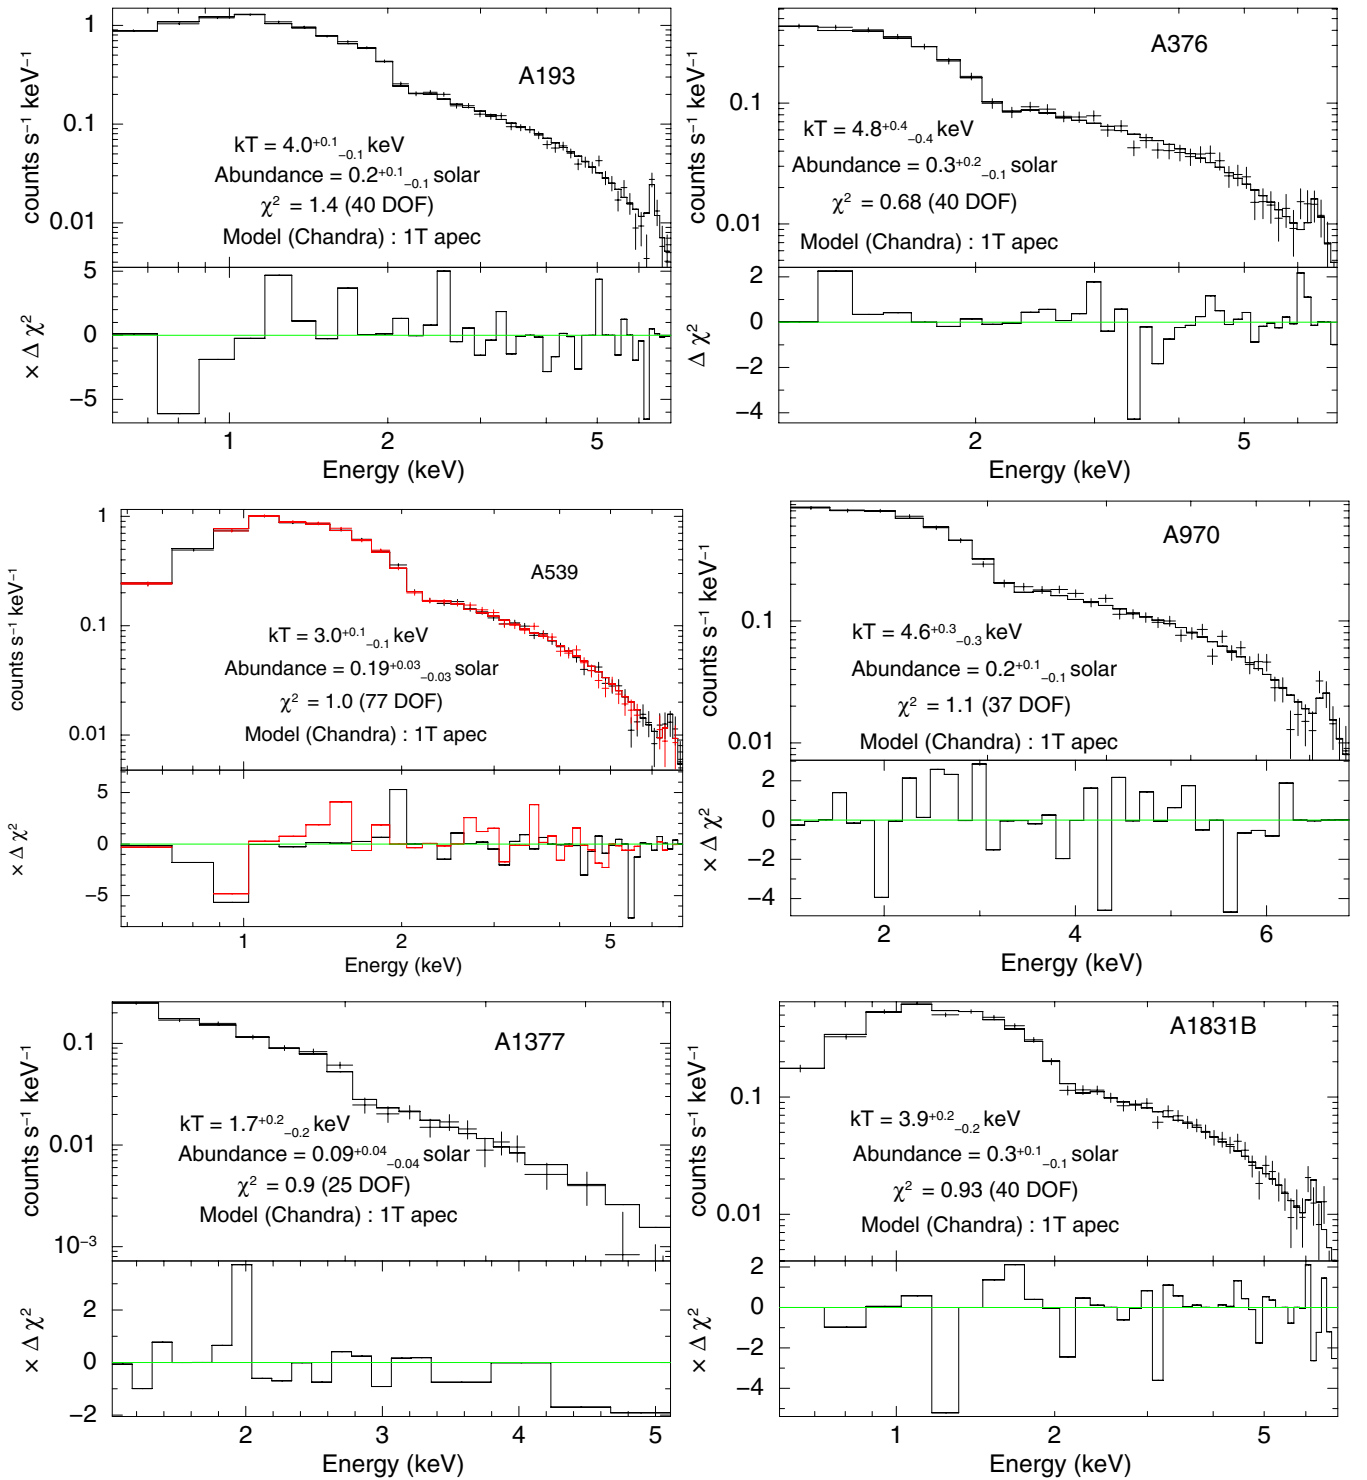 A193
counts s⁻¹ keV⁻¹
1
0.1
0.01
kT = 4.0⁺⁰·¹₋₀.₁ keV
Abundance = 0.2⁺⁰·¹₋₀.₁ solar
χ² = 1.4 (40 DOF)
Model (Chandra) : 1T apec
× Δ χ²
5
0
−5
1 2 5
Energy (keV)
A376
counts s⁻¹ keV⁻¹
0.1
0.01
kT = 4.8⁺⁰·⁴₋₀.₄ keV
Abundance = 0.3⁺⁰·²₋₀.₁ solar
χ² = 0.68 (40 DOF)
Model (Chandra) : 1T apec
Δ χ²
2
0
−2
−4
2 5
Energy (keV)
A539
counts s⁻¹ keV⁻¹
1
0.1
0.01
kT = 3.0⁺⁰·¹₋₀.₁ keV
Abundance = 0.19⁺⁰·⁰³₋₀.₀₃ solar
χ² = 1.0 (77 DOF)
Model (Chandra) : 1T apec
× Δ χ²
5
0
−5
1 2 5
Energy (keV)
A970
counts s⁻¹ keV⁻¹
0.1
0.01
kT = 4.6⁺⁰·³₋₀.₃ keV
Abundance = 0.2⁺⁰·¹₋₀.₁ solar
χ² = 1.1 (37 DOF)
Model (Chandra) : 1T apec
× Δ χ²
2
0
−2
−4
2 4 6
Energy (keV)
A1377
counts s⁻¹ keV⁻¹
0.1
0.01
10⁻³
kT = 1.7⁺⁰·²₋₀.₂ keV
Abundance = 0.09⁺⁰·⁰⁴₋₀.₀₄ solar
χ² = 0.9 (25 DOF)
Model (Chandra) : 1T apec
× Δ χ²
2
0
−2
2 3 4 5
Energy (keV)
A1831B
counts s⁻¹ keV⁻¹
0.1
0.01
kT = 3.9⁺⁰·²₋₀.₂ keV
Abundance = 0.3⁺⁰·¹₋₀.₁ solar
χ² = 0.93 (40 DOF)
Model (Chandra) : 1T apec
× Δ χ²
2
0
−2
−4
1 2 5
Energy (keV)